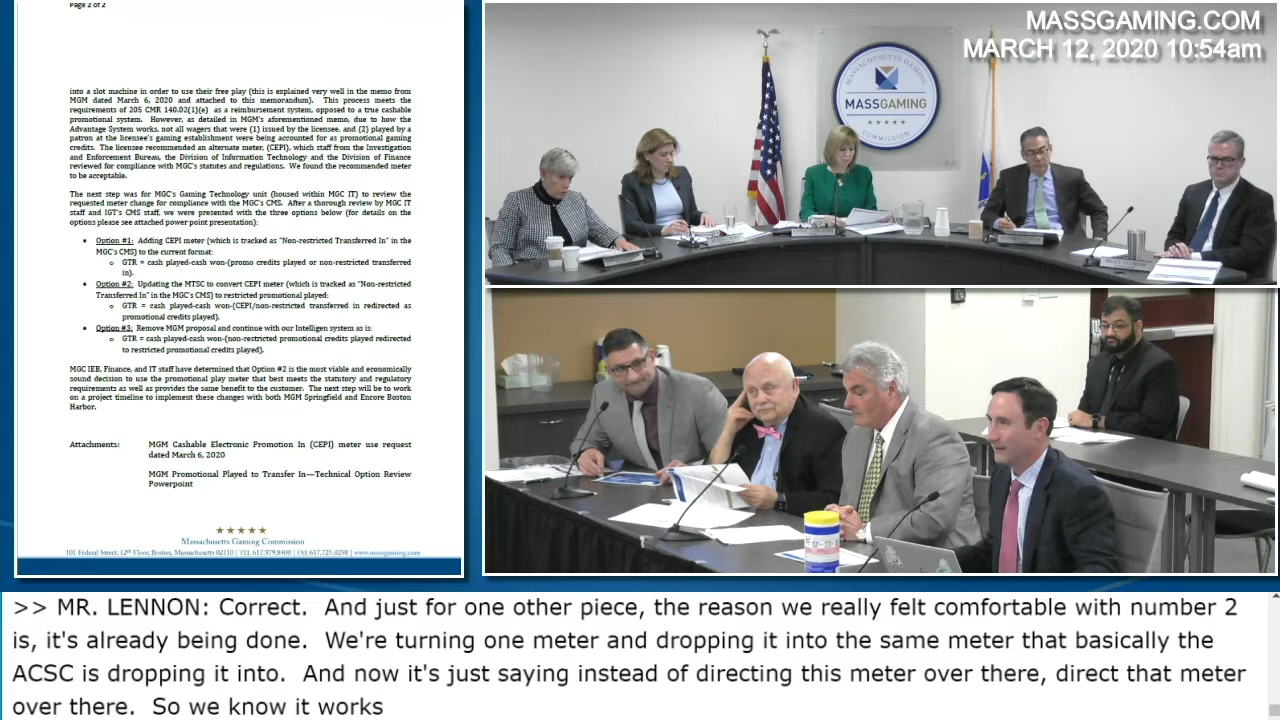 Page 2 of 2
into a slot machine in order to use their free play (this is explained very well in the memo from
MGM dated March 6, 2020 and attached to this memorandum). This process meets the
requirements of 205 CMR 140.02(1)(e) as a reimbursement system, opposed to a true cashable
promotional system. However, as detailed in MGM's aforementioned memo, due to how the
Advantage System works, not all wagers that were (1) issued by the licensee, and (2) played by a
patron at the licensee's gaming establishment were being accounted for as promotional gaming
credits. The licensee recommended an alternate meter, (CEPI), which staff from the Investigation
and Enforcement Bureau, the Division of Information Technology and the Division of Finance
reviewed for compliance with MGC's statutes and regulations. We found the recommended meter
to be acceptable.
The next step was for MGC's Gaming Technology unit (housed within MGC IT) to review the
requested meter change for compliance with the MGC's CMS. After a thorough review by MGC IT
staff and IGT's CMS staff, we were presented with the three options below (for details on the
options please see attached power point presentation):
• Option #1: Adding CEPI meter (which is tracked as "Non-restricted Transferred In" in the
MGC's CMS) to the current format:
o GTR = cash played-cash won-(promo credits played or non-restricted transferred
in).
• Option #2: Updating the MTSC to convert CEPI meter (which is tracked as "Non-restricted
Transferred In" in the MGC's CMS) to restricted promotional played:
o GTR = cash played-cash won-(CEPI/non-restricted transferred in redirected as
promotional credits played).
• Option #3: Remove MGM proposal and continue with our Intelligen system as is:
o GTR = cash played-cash won-(non-restricted promotional credits played redirected
to restricted promotional credits played).
MGC IEB, Finance, and IT staff have determined that Option #2 is the most viable and economically
sound decision to use the promotional play meter that best meets the statutory and regulatory
requirements as well as provides the same benefit to the customer. The next step will be to work
on a project timeline to implement these changes with both MGM Springfield and Encore Boston
Harbor.
Attachments: MGM Cashable Electronic Promotion In (CEPI) meter use request
dated March 6, 2020
MGM Promotional Played to Transfer In—Technical Option Review
Powerpoint
★★★★★
Massachusetts Gaming Commission
101 Federal Street, 12th Floor, Boston, Massachusetts 02110 | TEL 617.979.8400 | FAX 617.725.0258 | www.massgaming.com
MASSGAMING.COM
MARCH 12, 2020 10:54am
MASSACHUSETTS GAMING
MASSGAMING
COMMISSION
>> MR. LENNON: Correct. And just for one other piece, the reason we really felt comfortable with number 2
is, it's already being done. We're turning one meter and dropping it into the same meter that basically the
ACSC is dropping it into. And now it's just saying instead of directing this meter over there, direct that meter
over there. So we know it works